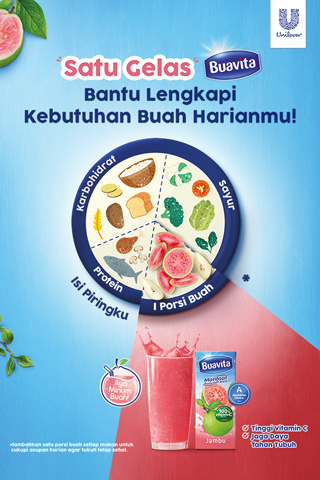 Unilever
Satu Gelas Buavita
Bantu Lengkapi
Kebutuhan Buah Harianmu!
Karbohidrat
Sayur
Protein
1 Porsi Buah
*
Isi Piringku
Ayo
Minum
Buah!
Buavita
100%
Jambu
A
Tinggi Vitamin C
Jaga Daya
Tahan Tubuh
*tambahkan satu porsi buah setiap makan untuk
cukupi asupan harian agar tubuh tetap sehat.